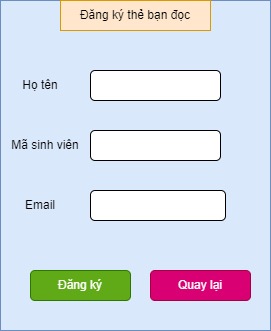 Đăng ký thẻ bạn đọc
Họ tên
Mã sinh viên
Email
Đăng ký
Quay lại